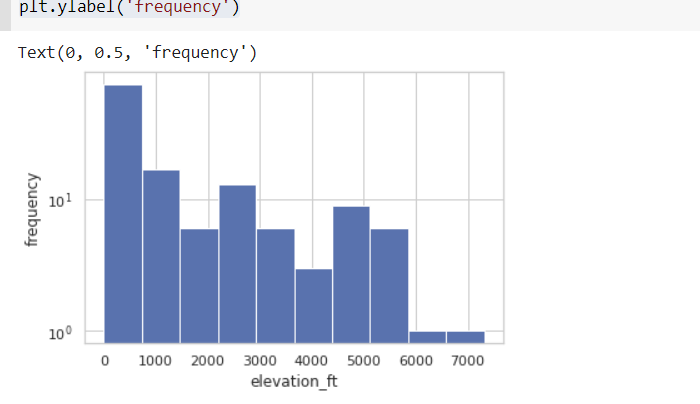 plt.ylabel('frequency')
Text(0, 0.5, 'frequency')
frequency
10¹
10⁰
0 1000 2000 3000 4000 5000 6000 7000
elevation_ft